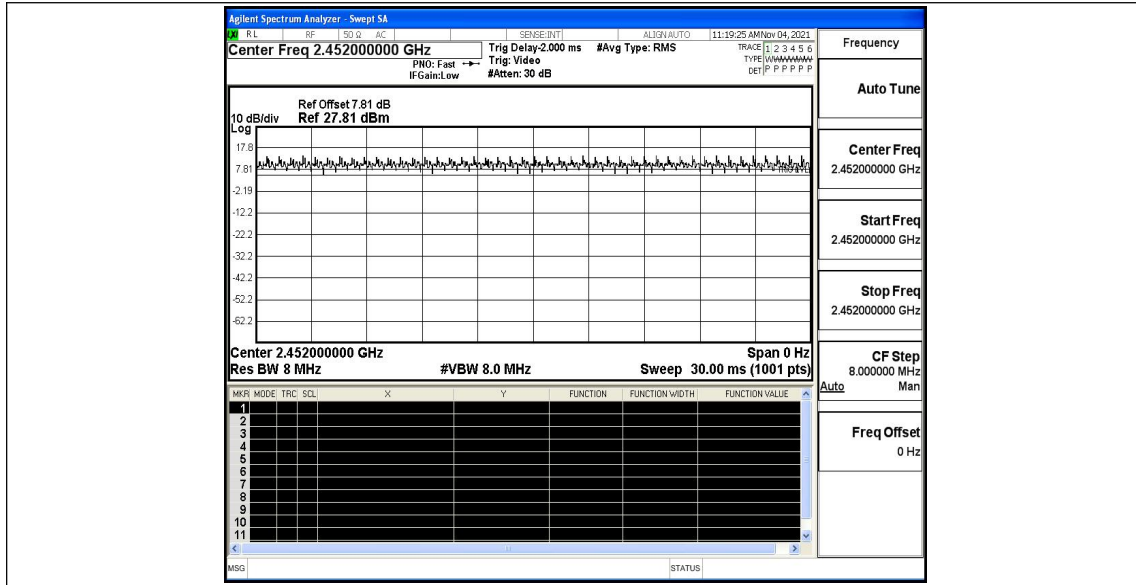 Agilent Spectrum Analyzer - Swept SA
LXI RL RF 50 Ω AC SENSE:INT ALIGN AUTO 11:19:25 AM Nov 04, 2021
Center Freq 2.452000000 GHz
PNO: Fast
IFGain:Low
Trig Delay-2.000 ms
Trig: Video
#Atten: 30 dB
#Avg Type: RMS
TRACE 1 2 3 4 5 6
TYPE WWWWWW
DET P P P P P P
Ref Offset 7.81 dB
10 dB/div Ref 27.81 dBm
Log
17.8
7.81
-2.19
-12.2
-22.2
-32.2
-42.2
-52.2
-62.2
TRIG LVL
Center 2.452000000 GHz Span 0 Hz
Res BW 8 MHz #VBW 8.0 MHz Sweep 30.00 ms (1001 pts)
MKR MODE TRC SCL X Y FUNCTION FUNCTION WIDTH FUNCTION VALUE
1
2
3
4
5
6
7
8
9
10
11
MSG STATUS
Frequency
Auto Tune
Center Freq
2.452000000 GHz
Start Freq
2.452000000 GHz
Stop Freq
2.452000000 GHz
CF Step
8.000000 MHz
Auto Man
Freq Offset
0 Hz